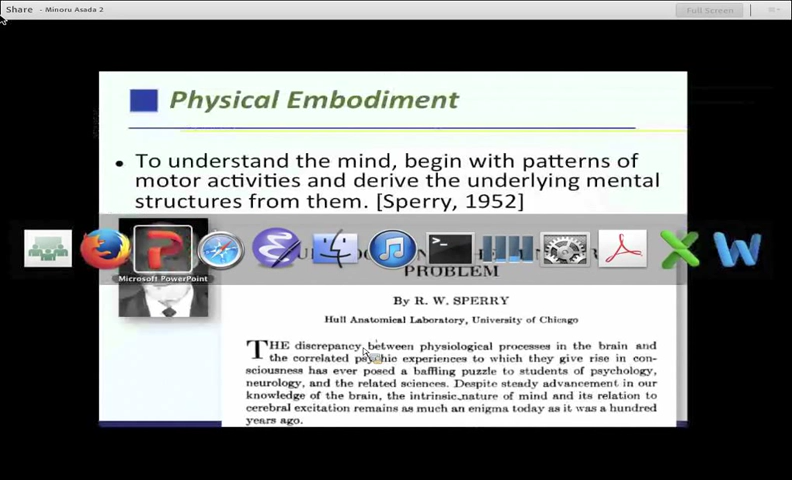 Share - Minoru Asada 2
Full Screen
Physical Embodiment
• To understand the mind, begin with patterns of
motor activities and derive the underlying mental
structures from them. [Sperry, 1952]
Microsoft PowerPoint
PROBLEM
By R. W. SPERRY
Hull Anatomical Laboratory, University of Chicago
THE discrepancy between physiological processes in the brain and
the correlated psychic experiences to which they give rise in con-
sciousness has ever posed a baffling puzzle to students of psychology,
neurology, and the related sciences. Despite steady advancement in our
knowledge of the brain, the intrinsic nature of mind and its relation to
cerebral excitation remains as much an enigma today as it was a hundred
years ago.